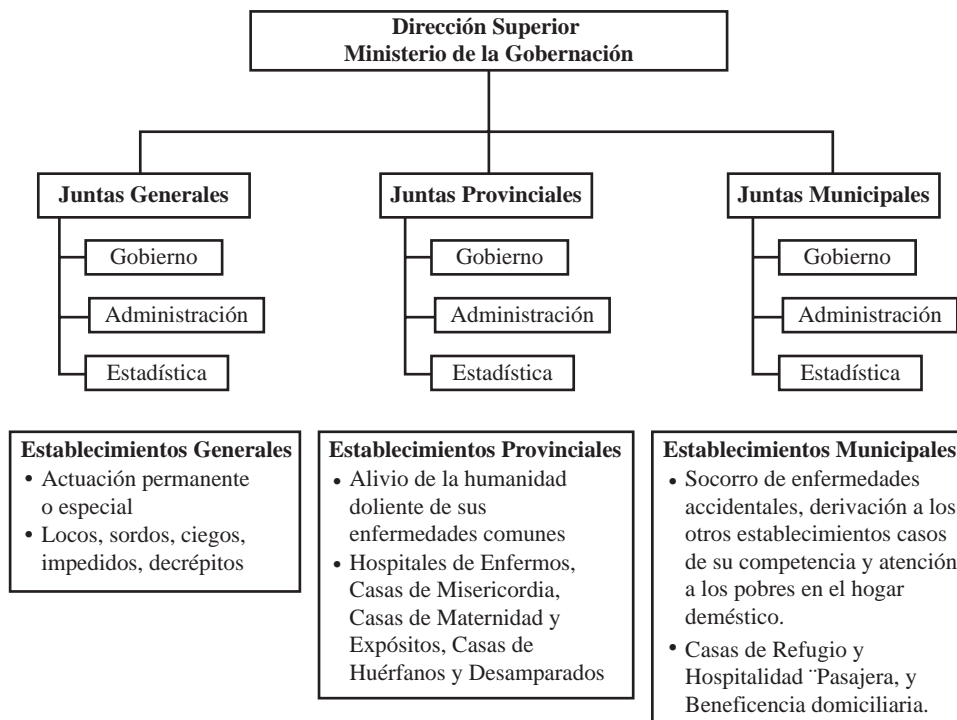 Dirección Superior
Ministerio de la Gobernación
Juntas Generales
Gobierno
Administración
Estadística
Juntas Provinciales
Gobierno
Administración
Estadística
Juntas Municipales
Gobierno
Administración
Estadística
Establecimientos Generales
• Actuación permanente
o especial
• Locos, sordos, ciegos,
impedidos, decrépitos
Establecimientos Provinciales
• Alivio de la humanidad
doliente de sus
enfermedades comunes
• Hospitales de Enfermos,
Casas de Misericordia,
Casas de Maternidad y
Expósitos, Casas de
Huérfanos y Desamparados
Establecimientos Municipales
• Socorro de enfermedades
accidentales, derivación a los
otros establecimientos casos
de su competencia y atención
a los pobres en el hogar
deméstico.
• Casas de Refugio y
Hospitalidad ¨Pasajera, y
Beneficencia domiciliaria.